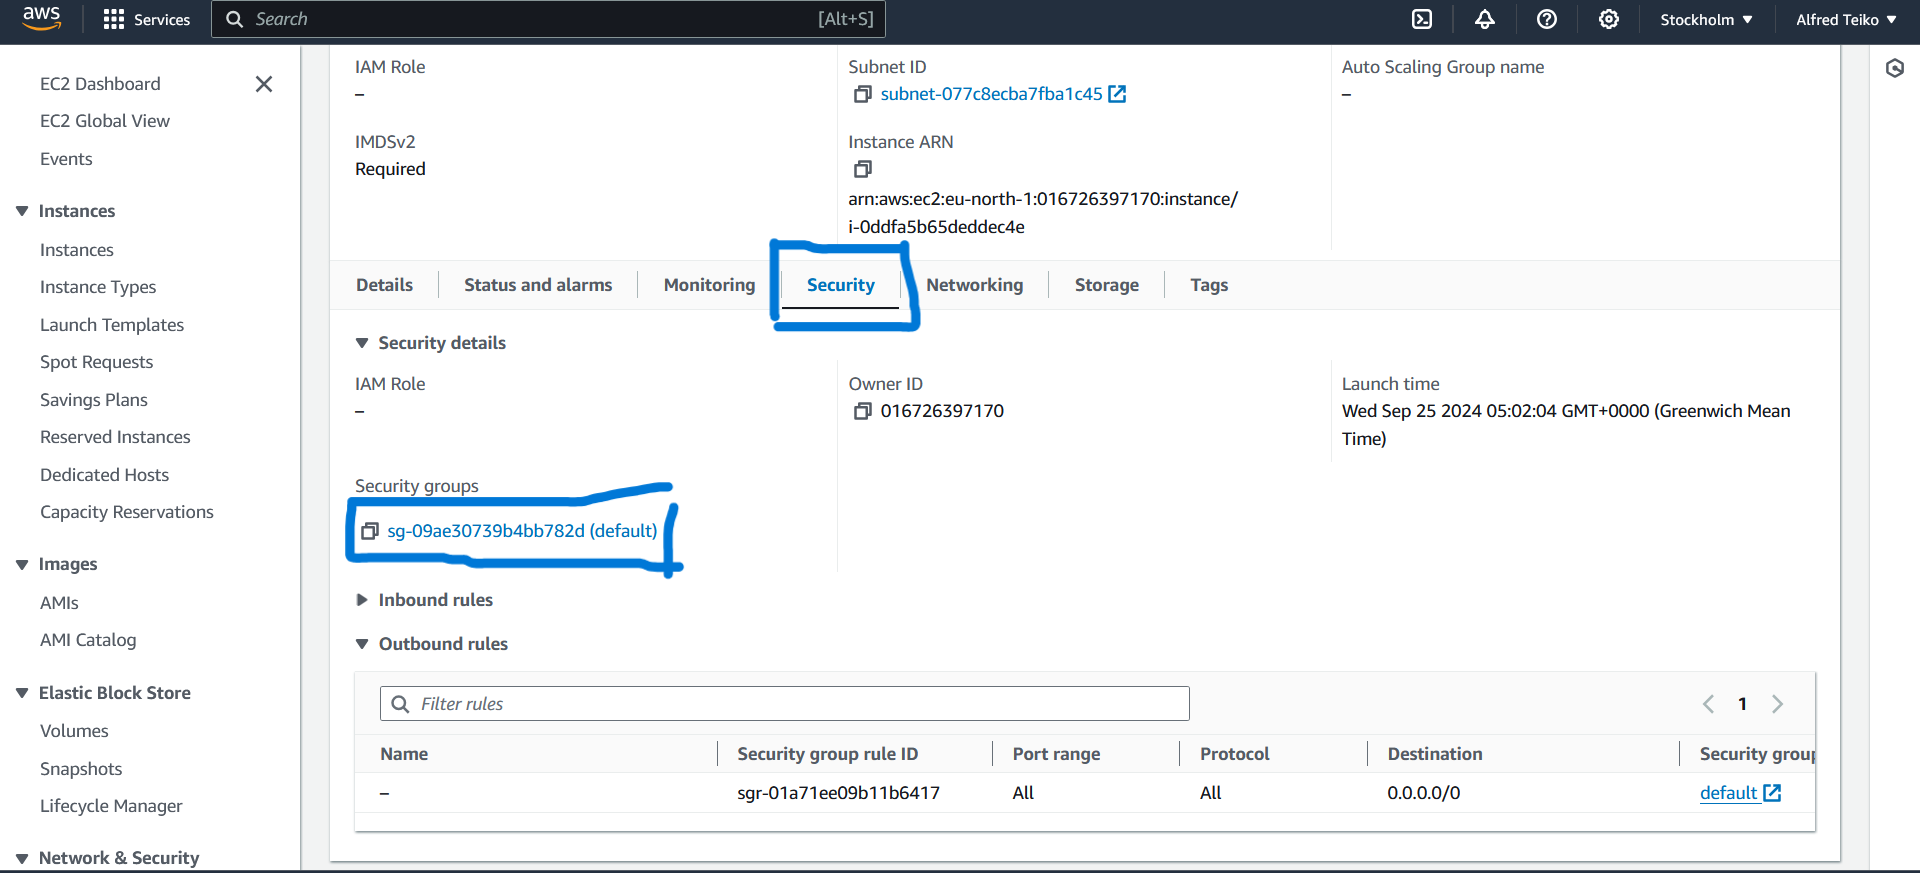 aws
Services
Search
[Alt+S]
Stockholm
Alfred Teiko
EC2 Dashboard
EC2 Global View
Events
Instances
Instances
Instance Types
Launch Templates
Spot Requests
Savings Plans
Reserved Instances
Dedicated Hosts
Capacity Reservations
Images
AMIs
AMI Catalog
Elastic Block Store
Volumes
Snapshots
Lifecycle Manager
Network & Security
IAM Role
–
Subnet ID
subnet-077c8ecba7fba1c45
Auto Scaling Group name
–
IMDSv2
Required
Instance ARN
arn:aws:ec2:eu-north-1:016726397170:instance/
i-0ddfa5b65deddec4e
Details
Status and alarms
Monitoring
Security
Networking
Storage
Tags
Security details
IAM Role
–
Owner ID
016726397170
Launch time
Wed Sep 25 2024 05:02:04 GMT+0000 (Greenwich Mean
Time)
Security groups
sg-09ae30739b4bb782d (default)
Inbound rules
Outbound rules
Filter rules
1
Name
Security group rule ID
Port range
Protocol
Destination
Security group
–
sgr-01a71ee09b11b6417
All
All
0.0.0.0/0
default